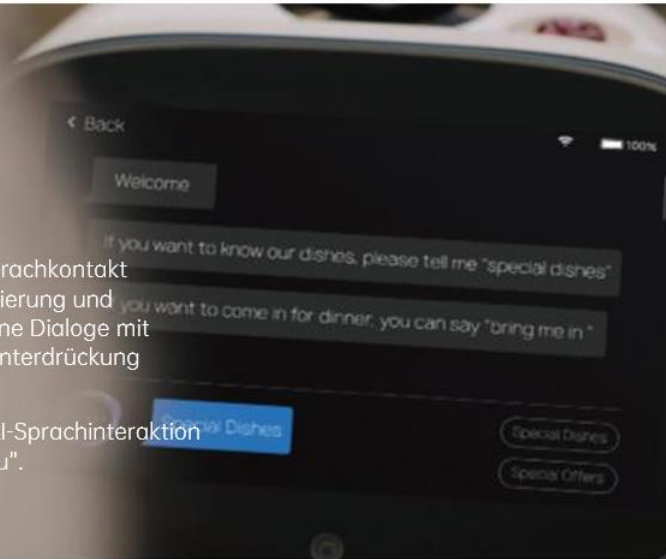 < Back
100%
Welcome
If you want to know our dishes, please tell me "special dishes"
you want to come in for dinner, you can say "bring me in "
rachkontakt
ierung und
ne Dialoge mit
nterdrückung
I-Sprachinteraktion
u".
Special Dishes
Special Dishes
Special Offers